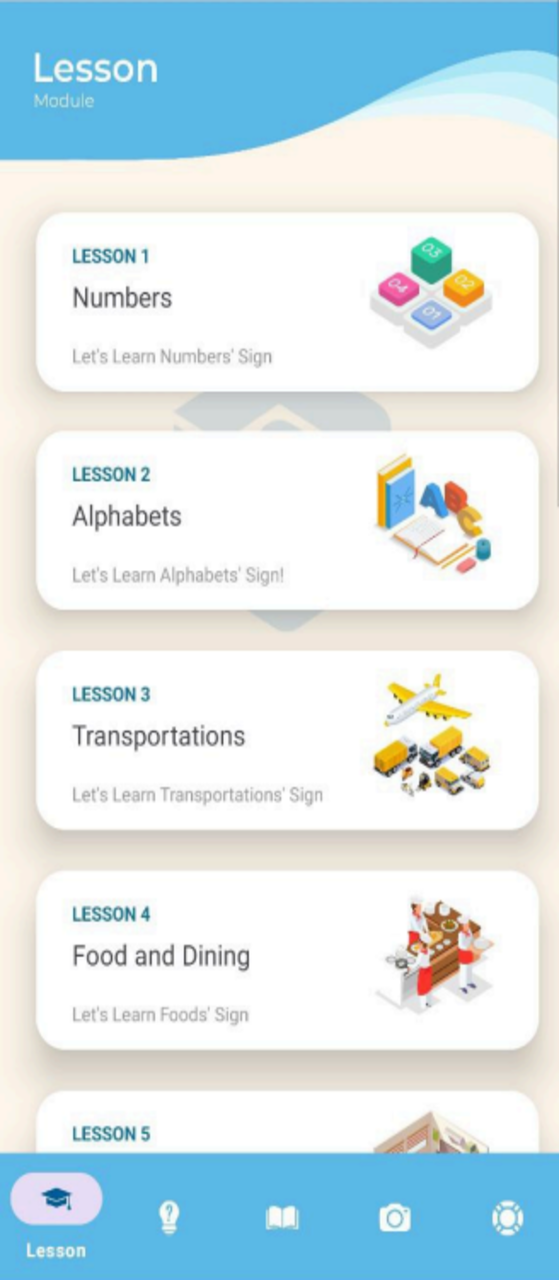 Lesson
Module
LESSON 1
Numbers
Let's Learn Numbers' Sign
03
04
02
01
LESSON 2
Alphabets
Let's Learn Alphabets' Sign!
A B C
LESSON 3
Transportations
Let's Learn Transportations' Sign
LESSON 4
Food and Dining
Let's Learn Foods' Sign
LESSON 5
?
Lesson